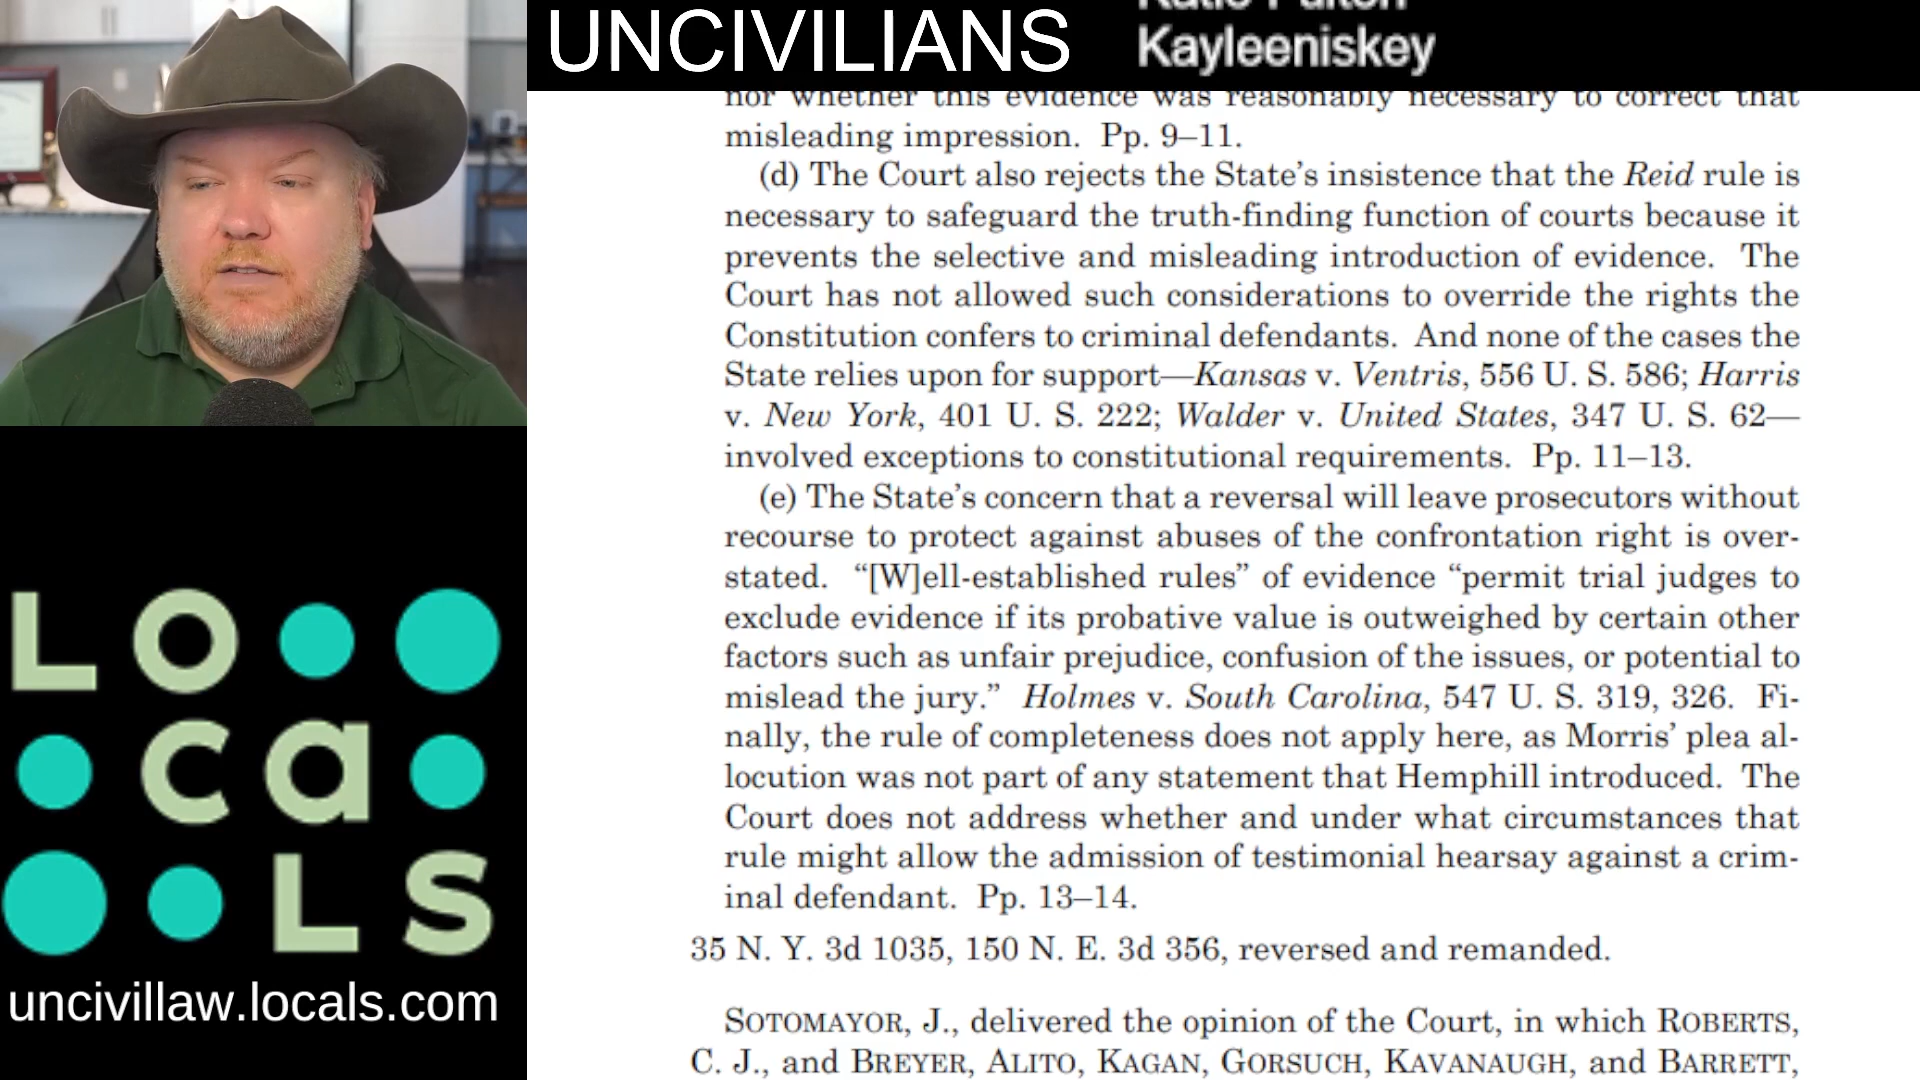 UNCIVILIANS
Kayleeniskey
nor whether this evidence was reasonably necessary to correct that
misleading impression. Pp. 9–11.
(d) The Court also rejects the State’s insistence that the Reid rule is
necessary to safeguard the truth-finding function of courts because it
prevents the selective and misleading introduction of evidence. The
Court has not allowed such considerations to override the rights the
Constitution confers to criminal defendants. And none of the cases the
State relies upon for support—Kansas v. Ventris, 556 U. S. 586; Harris
v. New York, 401 U. S. 222; Walder v. United States, 347 U. S. 62—
involved exceptions to constitutional requirements. Pp. 11–13.
(e) The State’s concern that a reversal will leave prosecutors without
recourse to protect against abuses of the confrontation right is over-
stated. “[W]ell-established rules” of evidence “permit trial judges to
exclude evidence if its probative value is outweighed by certain other
factors such as unfair prejudice, confusion of the issues, or potential to
mislead the jury.” Holmes v. South Carolina, 547 U. S. 319, 326. Fi-
nally, the rule of completeness does not apply here, as Morris’ plea al-
locution was not part of any statement that Hemphill introduced. The
Court does not address whether and under what circumstances that
rule might allow the admission of testimonial hearsay against a crim-
inal defendant. Pp. 13–14.
35 N. Y. 3d 1035, 150 N. E. 3d 356, reversed and remanded.
SOTOMAYOR, J., delivered the opinion of the Court, in which ROBERTS,
C. J., and BREYER, ALITO, KAGAN, GORSUCH, KAVANAUGH, and BARRETT,
LO
ca
LS
uncivillaw.locals.com